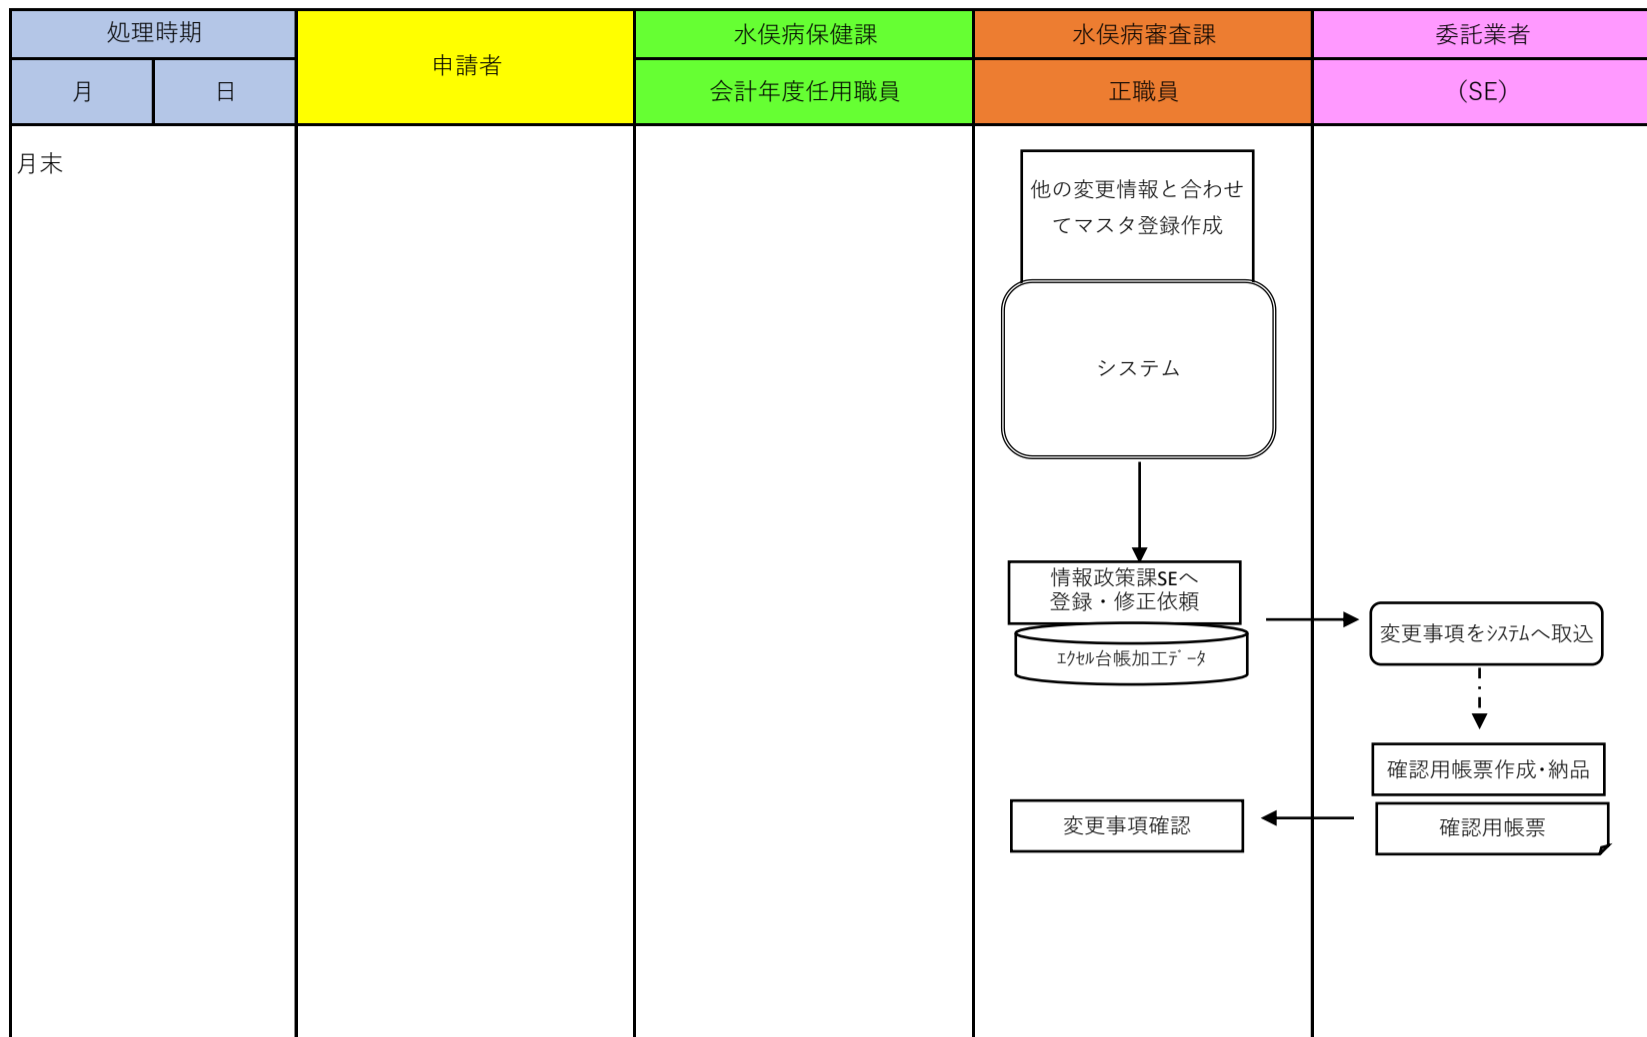 処理時期
申請者
水俣病保健課
水俣病審査課
委託業者
月
日
会計年度任用職員
正職員
（SE）
月末
他の変更情報と合わせ
てマスタ登録作成
システム
情報政策課SEへ
登録・修正依頼
ｴｸｾﾙ台帳加工ﾃﾞｰﾀ
変更事項をｼｽﾃﾑへ取込
確認用帳票作成･納品
変更事項確認
確認用帳票